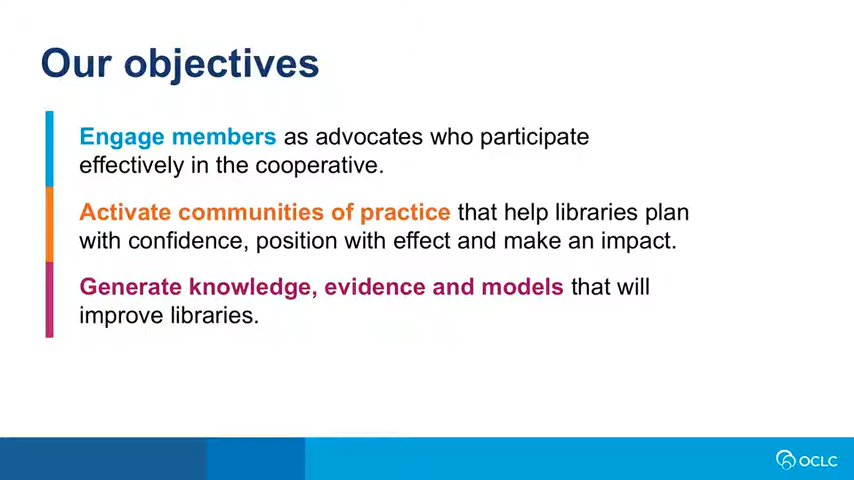 Our objectives
Engage members as advocates who participate
effectively in the cooperative.
Activate communities of practice that help libraries plan
with confidence, position with effect and make an impact.
Generate knowledge, evidence and models that will
improve libraries.
OCLC